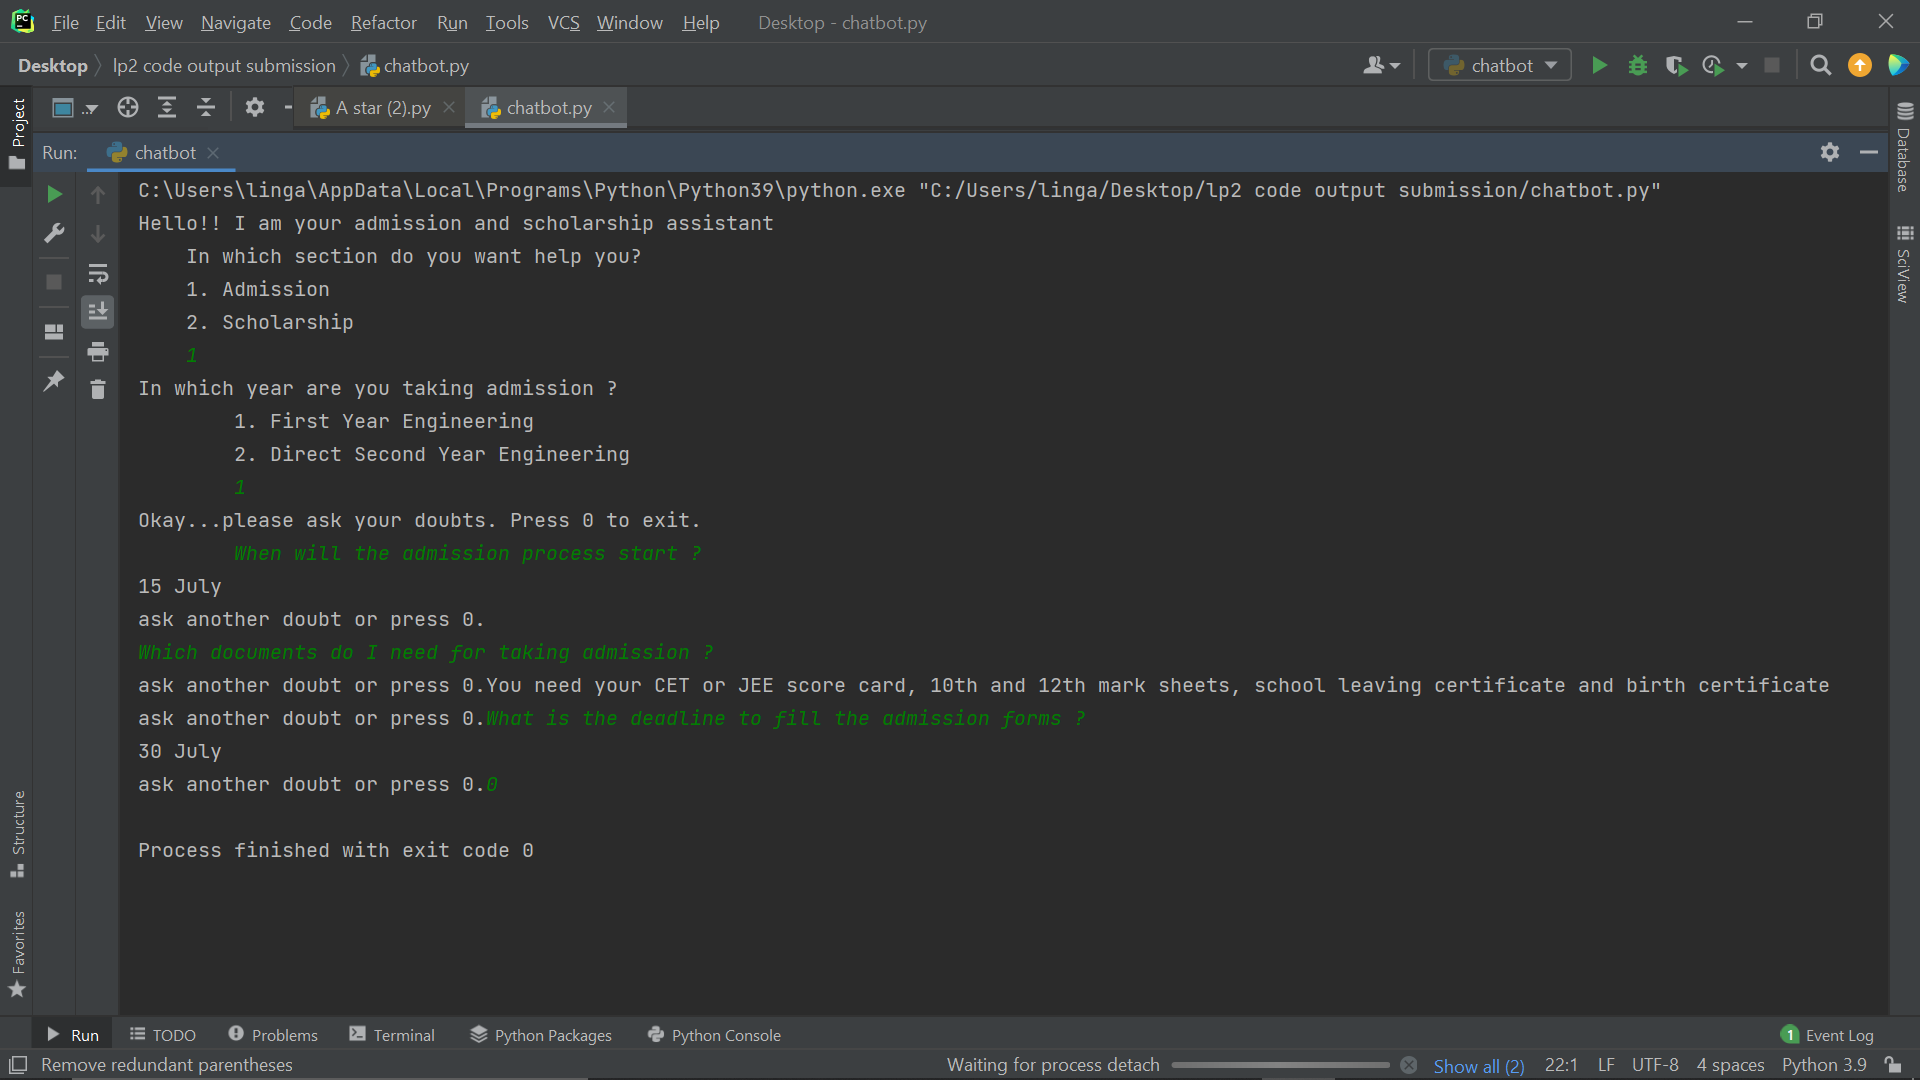 File Edit View Navigate Code Refactor Run Tools VCS Window Help Desktop - chatbot.py
Desktop lp2 code output submission chatbot.py chatbot
Project
A star (2).py chatbot.py
Run: chatbot
C:\Users\linga\AppData\Local\Programs\Python\Python39\python.exe "C:/Users/linga/Desktop/lp2 code output submission/chatbot.py"
Hello!! I am your admission and scholarship assistant
In which section do you want help you?
1. Admission
2. Scholarship
1
In which year are you taking admission ?
1. First Year Engineering
2. Direct Second Year Engineering
1
Okay...please ask your doubts. Press 0 to exit.
When will the admission process start ?
15 July
ask another doubt or press 0.
Which documents do I need for taking admission ?
ask another doubt or press 0.You need your CET or JEE score card, 10th and 12th mark sheets, school leaving certificate and birth certificate
ask another doubt or press 0.What is the deadline to fill the admission forms ?
30 July
ask another doubt or press 0.0
Process finished with exit code 0
Database
SciView
Structure
Favorites
Run TODO Problems Terminal Python Packages Python Console 1 Event Log
Remove redundant parentheses Waiting for process detach Show all (2) 22:1 LF UTF-8 4 spaces Python 3.9